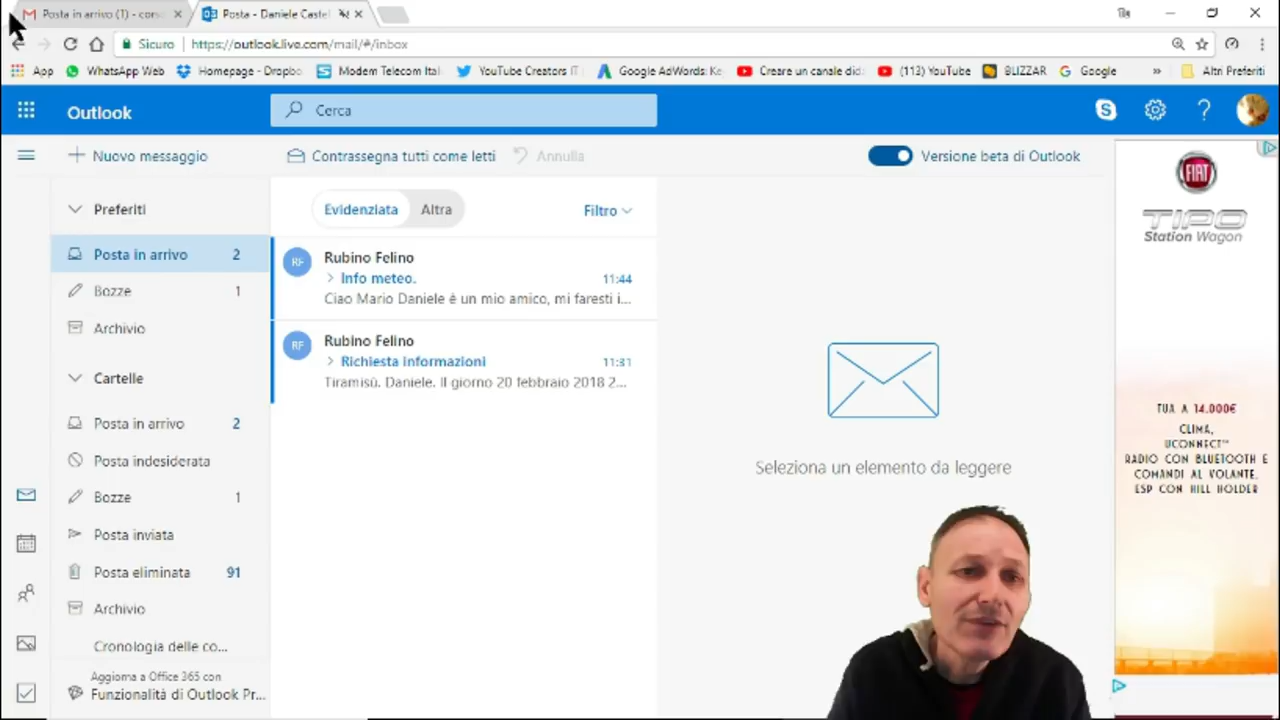 Posta in arrivo (1) - corsi
Posta - Daniele Castel
Sicuro
https://outlook.live.com/mail/#/inbox
App
WhatsApp Web
Homepage - Dropbo
Modem Telecom Itali
YouTube Creators IT
Google AdWords: Ke
Creare un canale did
(113) YouTube
BLIZZAR
Google
»
Altri Preferiti
Outlook
Cerca
Nuovo messaggio
Contrassegna tutti come letti
Annulla
Versione beta di Outlook
Preferiti
Posta in arrivo 2
Bozze 1
Archivio
Cartelle
Posta in arrivo 2
Posta indesiderata
Bozze 1
Posta inviata
Posta eliminata 91
Archivio
Cronologia delle co...
Aggiorna a Office 365 con
Funzionalità di Outlook Pr...
Evidenziata
Altra
Filtro
RF
Rubino Felino
Info meteo.
11:44
Ciao Mario Daniele è un mio amico, mi faresti i...
RF
Rubino Felino
Richiesta informazioni
11:31
Tiramisù. Daniele. Il giorno 20 febbraio 2018 2...
Seleziona un elemento da leggere
FIAT
TIPO
Station Wagon
TUA A 14.000€
CLIMA,
UCONNECT™
RADIO CON BLUETOOTH E
COMANDI AL VOLANTE,
ESP CON HILL HOLDER